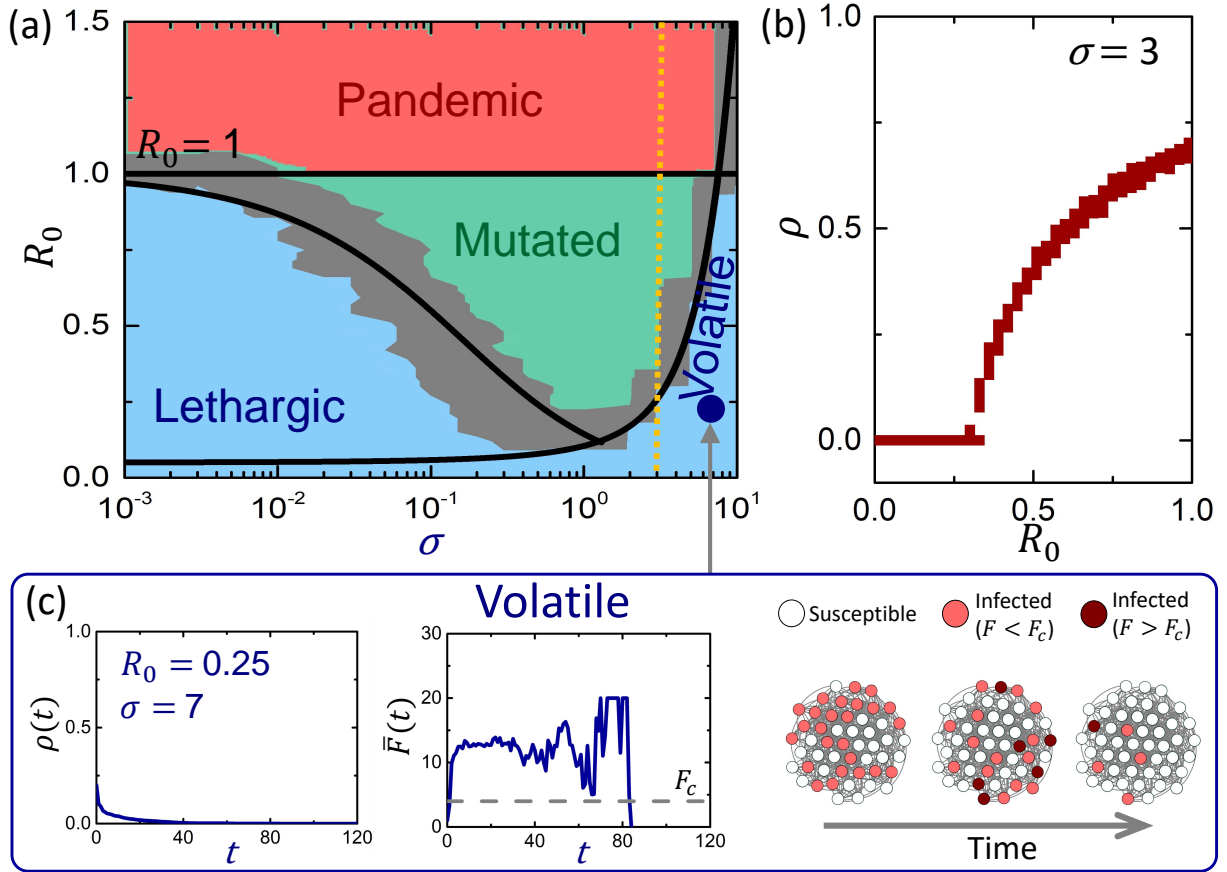 (a)
1.5
1.0
0.5
0.0
R₀
Pandemic
R₀ = 1
Mutated
Volatile
Lethargic
10⁻³
10⁻²
10⁻¹
10⁰
10¹
σ
(b)
1.0
0.5
0.0
ρ
σ = 3
0.0
0.5
1.0
R₀
(c)
Volatile
1.0
0.5
0.0
ρ(t)
R₀ = 0.25
σ = 7
0
40
80
120
t
30
20
10
0
F̅(t)
F_c
0
40
80
120
t
Susceptible
Infected
(F < F_c)
Infected
(F > F_c)
Time